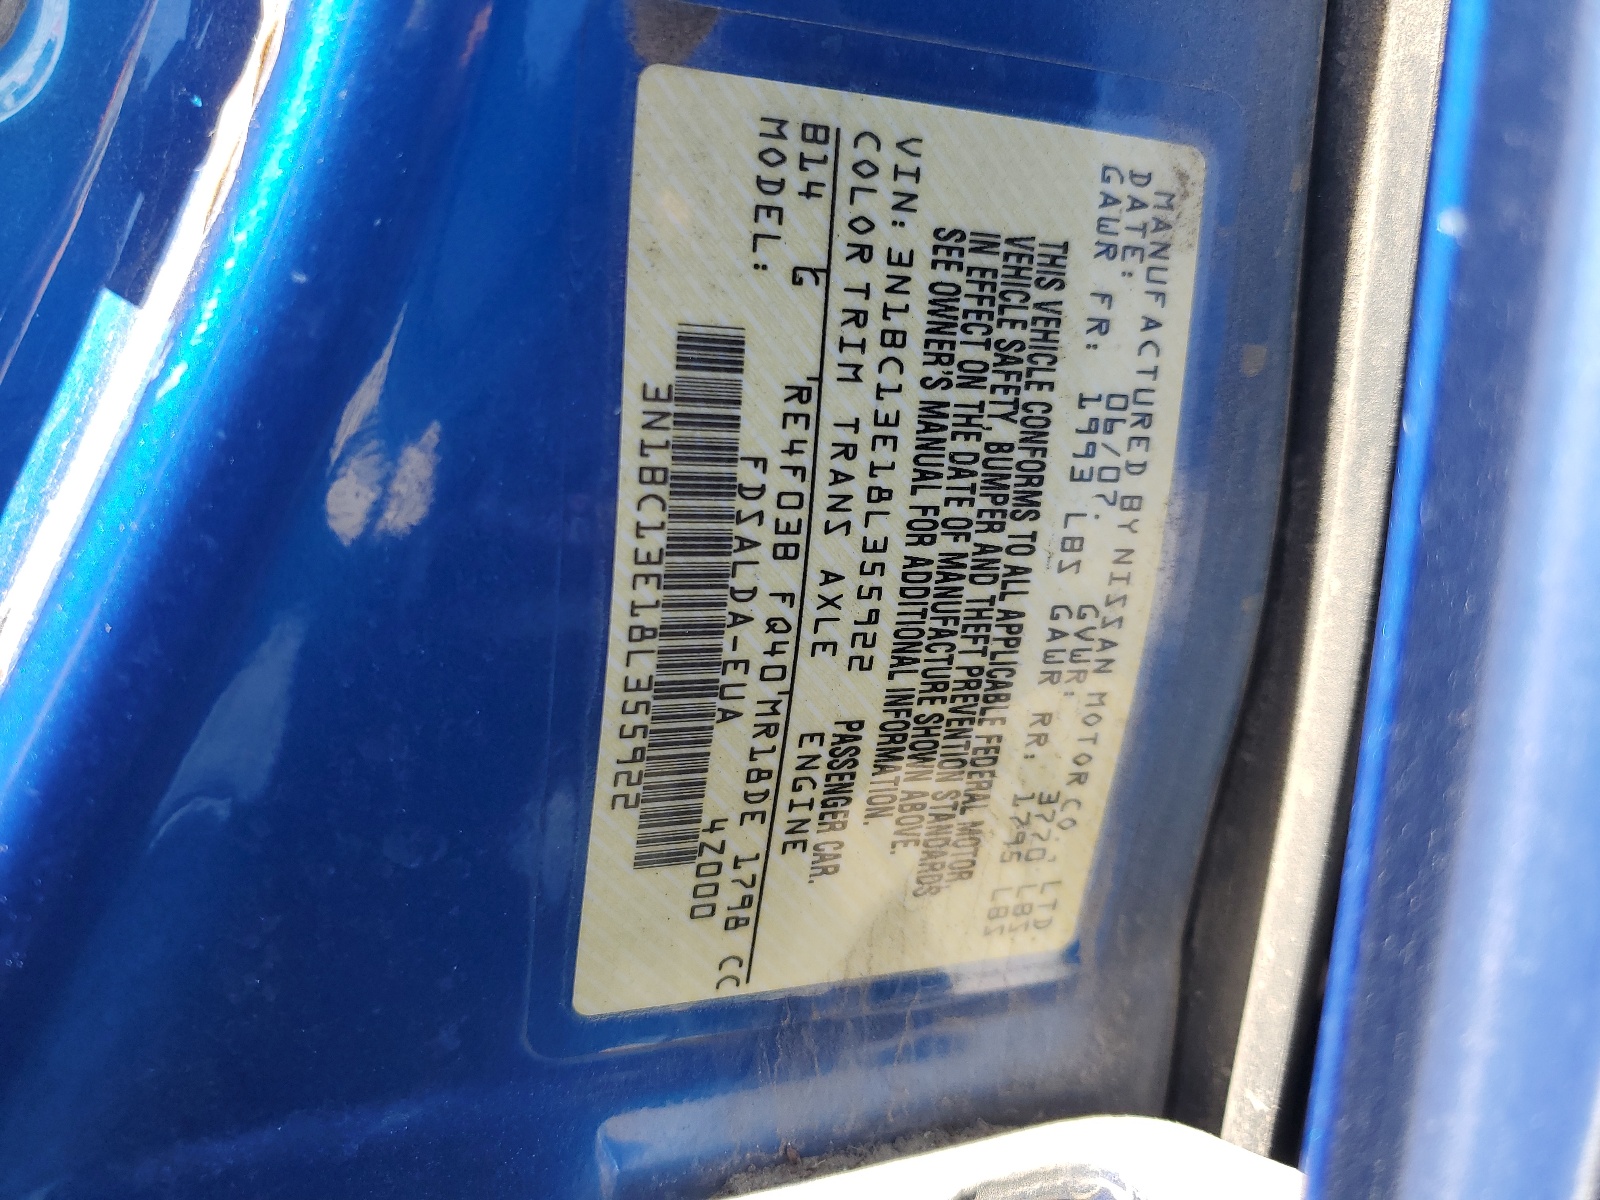 MANUFACTURED BY NISSAN MOTOR CO., LTD.
DATE: 06/07. GVWR: 3770 LBS
GAWR FR: 1993 LBS GAWR RR: 1795 LBS
THIS VEHICLE CONFORMS TO ALL APPLICABLE FEDERAL MOTOR
VEHICLE SAFETY, BUMPER AND THEFT PREVENTION STANDARDS
IN EFFECT ON THE DATE OF MANUFACTURE SHOWN ABOVE.
SEE OWNER'S MANUAL FOR ADDITIONAL INFORMATION.
VIN: 3N1BC13E18L355922 PASSENGER CAR.
COLOR TRIM TRANS AXLE ENGINE
B14 G RE4F03B FQ40 MR18DE 1798 CC
MODEL: FDSALDA-EUA 4Z000
3N1BC13E18L355922